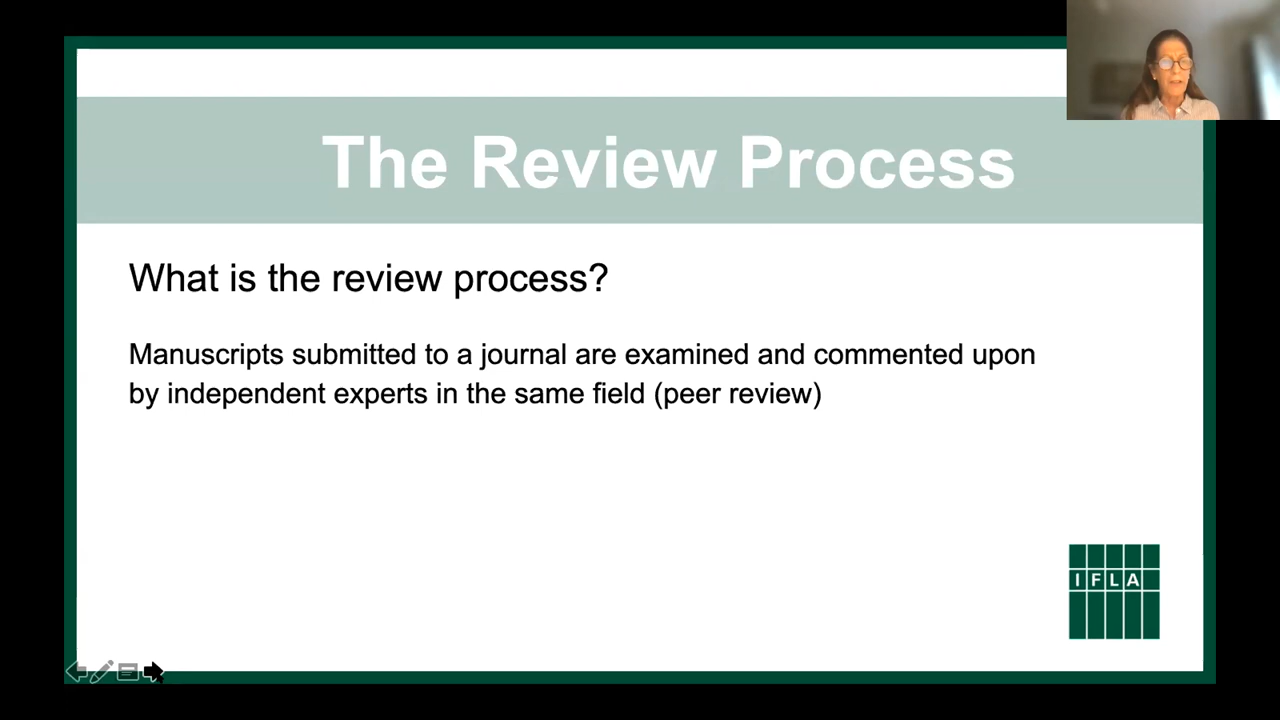 The Review Process
What is the review process?
Manuscripts submitted to a journal are examined and commented upon
by independent experts in the same field (peer review)
IFLA